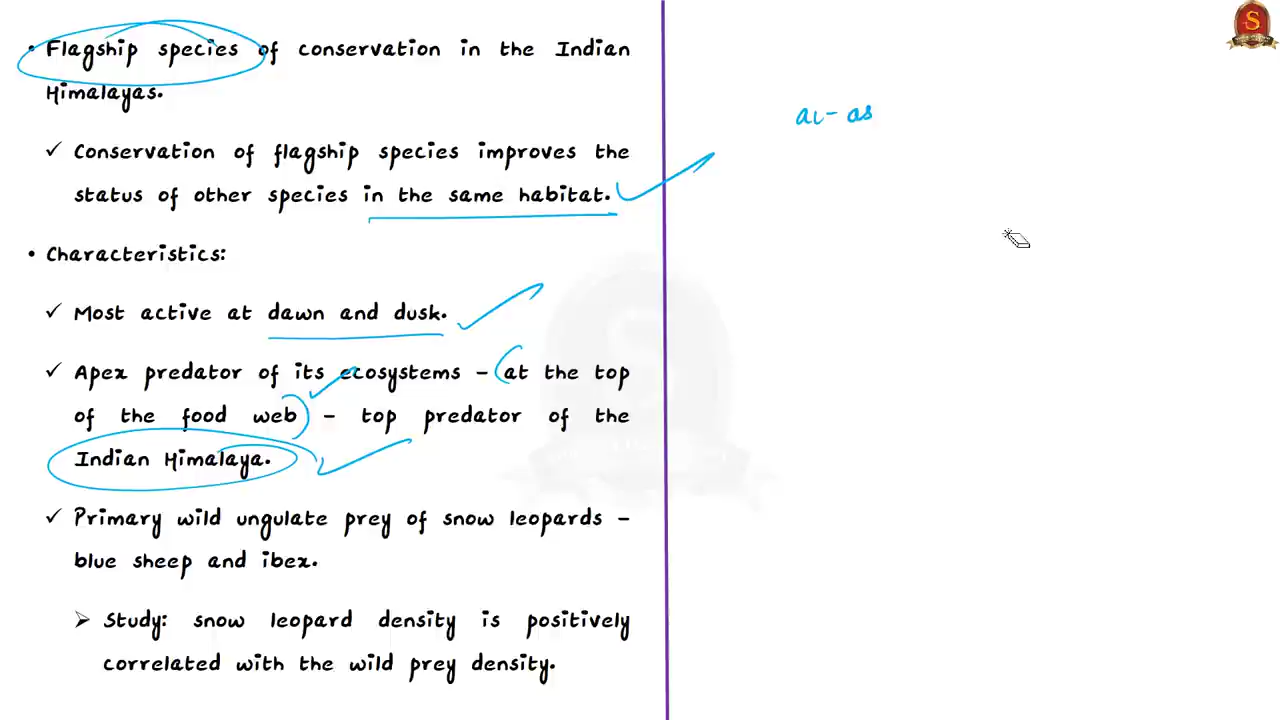 • Flagship species of conservation in the Indian
Himalayas.
✓ Conservation of flagship species improves the
status of other species in the same habitat.
• Characteristics:
✓ Most active at dawn and dusk.
✓ Apex predator of its ecosystems - (at the top
of the food web) - top predator of the
Indian Himalaya.
✓ Primary wild ungulate prey of snow leopards -
blue sheep and ibex.
➢ Study: snow leopard density is positively
correlated with the wild prey density.
S